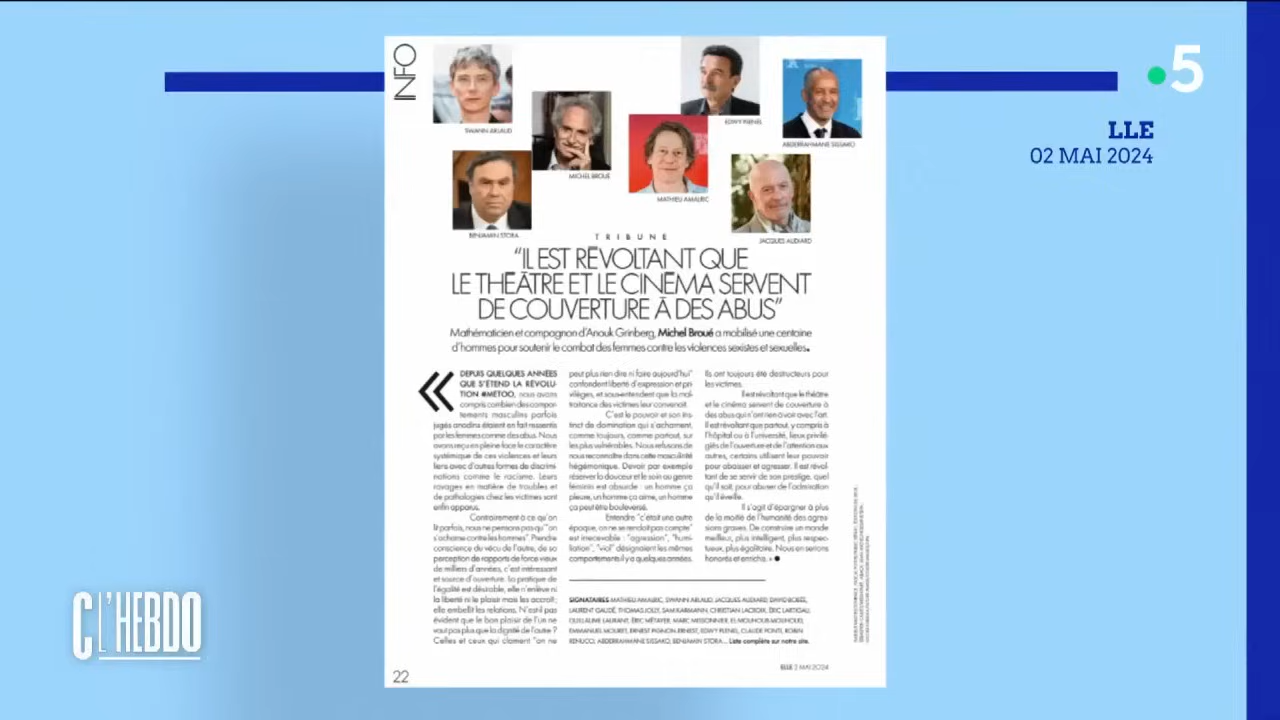 INFO
5
LLE
02 MAI 2024
SWANN ARLAUD
MICHEL BROUÉ
EDWY PLENEL
ABDERRAHMANE SISSAKO
BENJAMIN STORA
MATHIEU AMALRIC
JACQUES AUDIARD
TRIBUNE
“IL EST RÉVOLTANT QUE
LE THÉÂTRE ET LE CINÉMA SERVENT
DE COUVERTURE À DES ABUS”
Mathématicien et compagnon d’Anouk Grinberg, Michel Broué a mobilisé une centaine
d’hommes pour soutenir le combat des femmes contre les violences sexistes et sexuelles.
« DEPUIS QUELQUES ANNÉES
QUE S’ÉTEND LA RÉVOLU-
TION #METOO, nous avons
compris combien des compor-
tements masculins parfois
jugés anodins étaient en fait ressentis
par les femmes comme des abus. Nous
avons reçu en pleine face le caractère
systémique de ces violences et leurs
liens avec d’autres formes de discrimi-
nations comme le racisme. Leurs
ravages en matière de troubles et
de pathologies chez les victimes sont
enfin apparus.
Contrairement à ce qu’on
lit parfois, nous ne pensons pas qu’“on
s’acharne contre les hommes”. Prendre
conscience du vécu de l’autre, de sa
perception de rapports de force vieux
de milliers d’années, c’est intéressant
et source d’ouverture. La pratique de
l’égalité est désirable, elle n’enlève ni
la liberté ni le plaisir mais les accroît ;
elle embellit les relations. N’est-il pas
évident que le bon plaisir de l’un ne
vaut pas plus que la dignité de l’autre ?
Celles et ceux qui clament “on ne
peut plus rien dire ni faire aujourd’hui”
confondent liberté d’expression et pri-
vilèges, et sous-entendent que la mal-
traitance des victimes leur convenait.
C’est le pouvoir et son ins-
tinct de domination qui s’acharnent,
comme toujours, comme partout, sur
les plus vulnérables. Nous refusons de
nous reconnaître dans cette masculinité
hégémonique. Devoir par exemple
réserver la douceur et le soin au genre
féminin est absurde : un homme ça
pleure, un homme ça aime, un homme
ça peut être bouleversé.
Entendre “c’était une autre
époque, on ne se rendait pas compte”
est irrecevable : “agression”, “humi-
liation”, “viol” désignaient les mêmes
comportements il y a quelques années.
Ils ont toujours été destructeurs pour
les victimes.
Il est révoltant que le théâtre
et le cinéma servent de couverture à
des abus qui n’ont rien à voir avec l’art.
Il est révoltant que partout, y compris à
l’hôpital ou à l’université, lieux privilé-
giés de l’ouverture et de l’attention aux
autres, certains utilisent leur pouvoir
pour abaisser et agresser. Il est révol-
tant de se servir de son prestige, quel
qu’il soit, pour abuser de l’admiration
qu’il éveille.
Il s’agit d’épargner à plus
de la moitié de l’humanité des agres-
sions graves. De construire un monde
meilleur, plus intelligent, plus respec-
tueux, plus égalitaire. Nous en serions
honorés et enrichis. » ●
SIGNATAIRES MATHIEU AMALRIC, SWANN ARLAUD, JACQUES AUDIARD, DAVID BOBÉE,
LAURENT GAUDÉ, THOMAS JOLLY, SAM KARMANN, CHRISTIAN LACROIX, ÉRIC LARTIGAU,
GUILLAUME LAURANT, ÉRIC MÉTAYER, MARC MISSONNIER, EL MOUHOUB MOUHOUD,
EMMANUEL MOURET, ERNEST PIGNON-ERNEST, EDWY PLENEL, CLAUDE PONTI, ROBIN
RENUCCI, ABDERRAHMANE SISSAKO, BENJAMIN STORA... Liste complète sur notre site.
22
ELLE 2 MAI 2024
C L’HEBDO